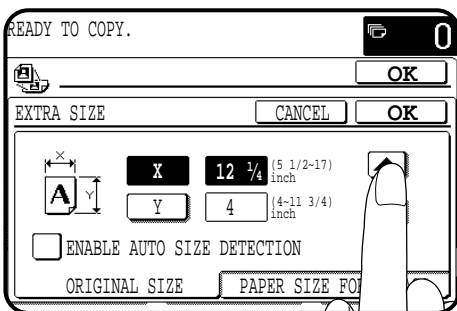 READY TO COPY.
0
OK
EXTRA SIZE CANCEL OK
X
A Y
X 12 1/4 (5 1/2~17) inch
Y 4 (4~11 3/4) inch
ENABLE AUTO SIZE DETECTION
ORIGINAL SIZE PAPER SIZE